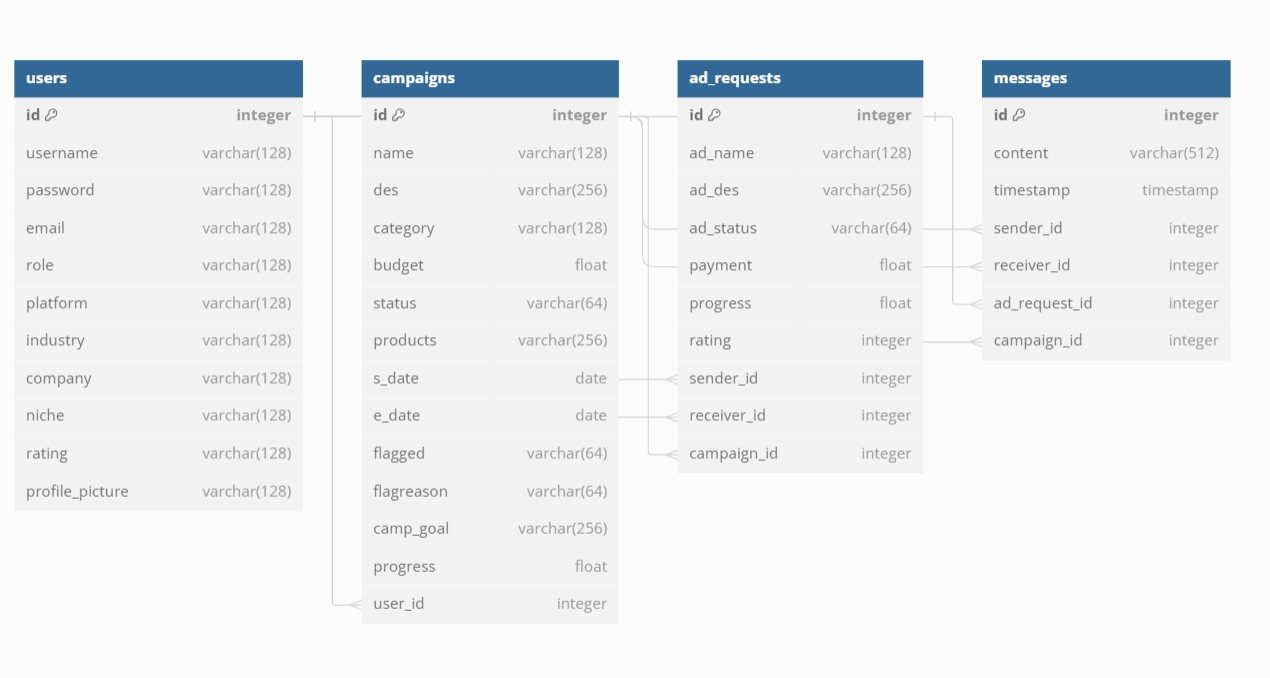 users
id integer
username varchar(128)
password varchar(128)
email varchar(128)
role varchar(128)
platform varchar(128)
industry varchar(128)
company varchar(128)
niche varchar(128)
rating varchar(128)
profile_picture varchar(128)
campaigns
id integer
name varchar(128)
des varchar(256)
category varchar(128)
budget float
status varchar(64)
products varchar(256)
s_date date
e_date date
flagged varchar(64)
flagreason varchar(64)
camp_goal varchar(256)
progress float
user_id integer
ad_requests
id integer
ad_name varchar(128)
ad_des varchar(256)
ad_status varchar(64)
payment float
progress float
rating integer
sender_id integer
receiver_id integer
campaign_id integer
messages
id integer
content varchar(512)
timestamp timestamp
sender_id integer
receiver_id integer
ad_request_id integer
campaign_id integer